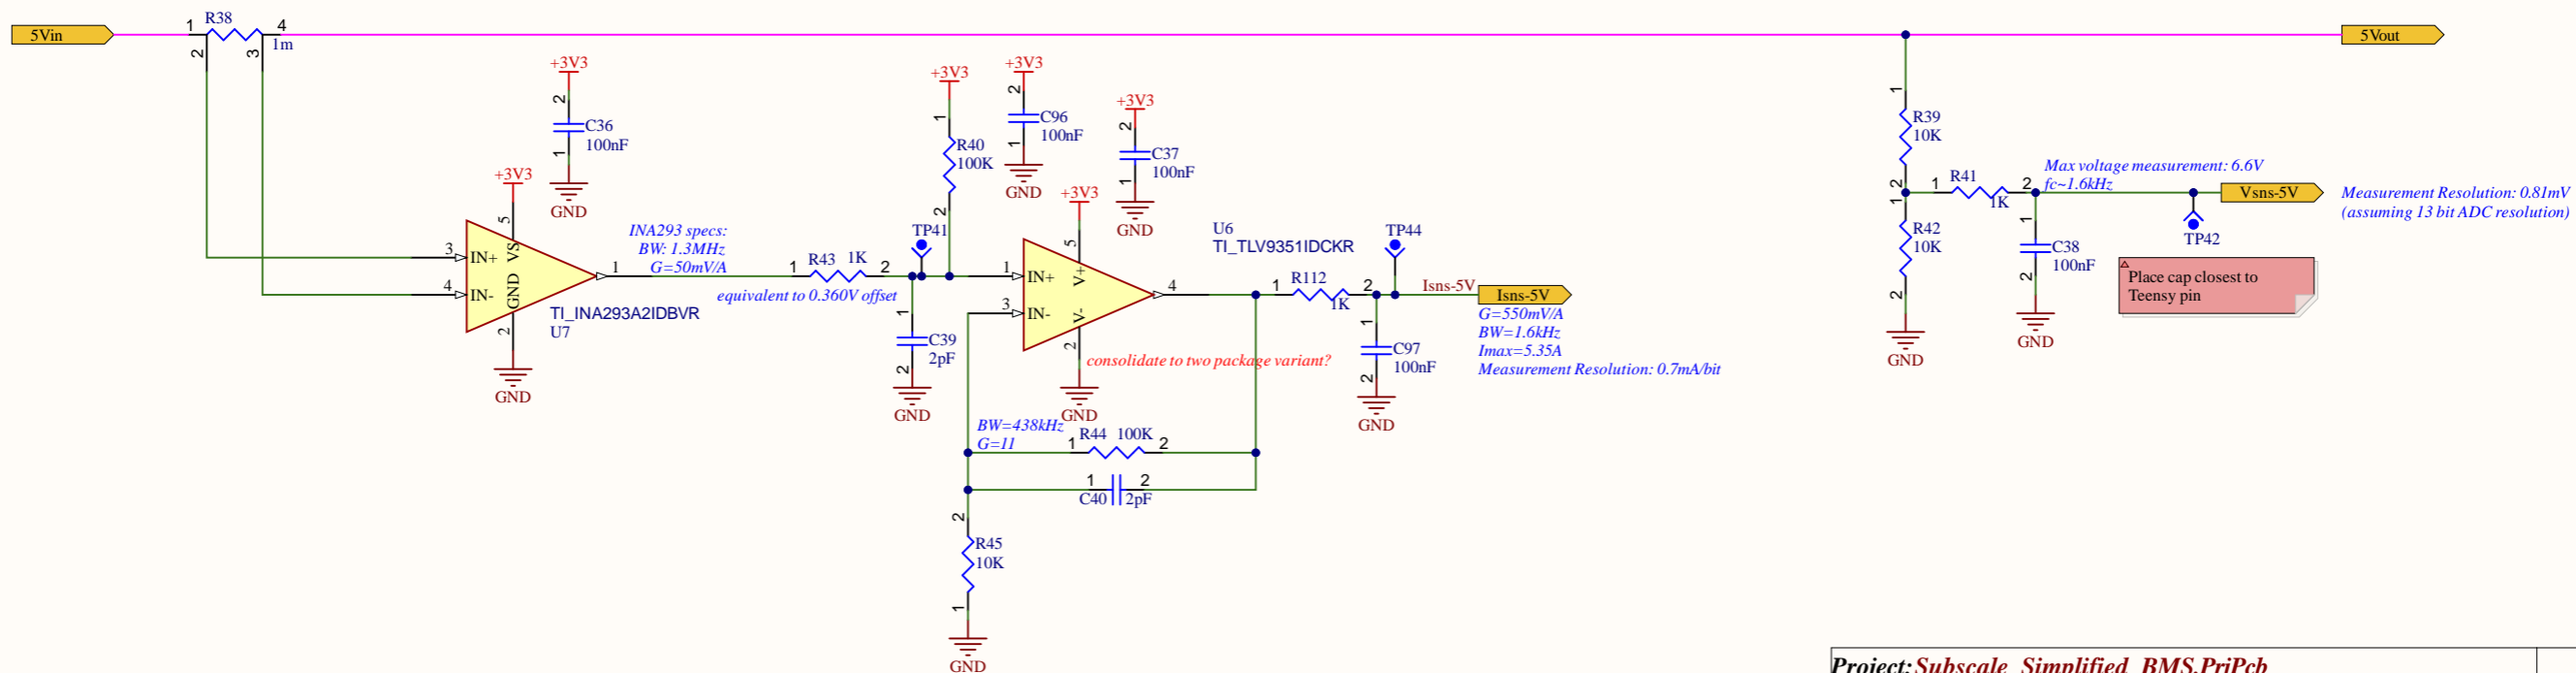 5Vin
1
R38
4
1m
2
3
5Vout
+3V3
2
C36
100nF
1
GND
+3V3
1
R40
100K
2
+3V3
2
C96
100nF
1
GND
+3V3
2
C37
100nF
1
GND
+3V3
5
VS
3
IN+
4
IN-
GND
2
1
TI_INA293A2IDBVR
U7
GND
INA293 specs:
BW: 1.3MHz
G=50mV/A
1
R43
1K
2
equivalent to 0.360V offset
TP41
1
C39
2pF
2
GND
+3V3
5
V+
1
IN+
3
IN-
V-
2
4
U6
TI_TLV9351IDCKR
consolidate to two package variant?
GND
BW=438kHz
G=11
1
R44
100K
2
1
2
C40
2pF
2
R45
10K
1
GND
1
R112
2
1K
TP44
Isns-5V
Isns-5V
G=550mV/A
BW=1.6kHz
Imax=5.35A
Measurement Resolution: 0.7mA/bit
1
C97
100nF
2
GND
1
R39
10K
2
1
R42
10K
2
GND
1
R41
2
1K
Max voltage measurement: 6.6V
fc~1.6kHz
1
C38
100nF
2
GND
TP42
Vsns-5V
Measurement Resolution: 0.81mV
(assuming 13 bit ADC resolution)
Place cap closest to
Teensy pin
Project: Subscale_Simplified_BMS.PrjPcb